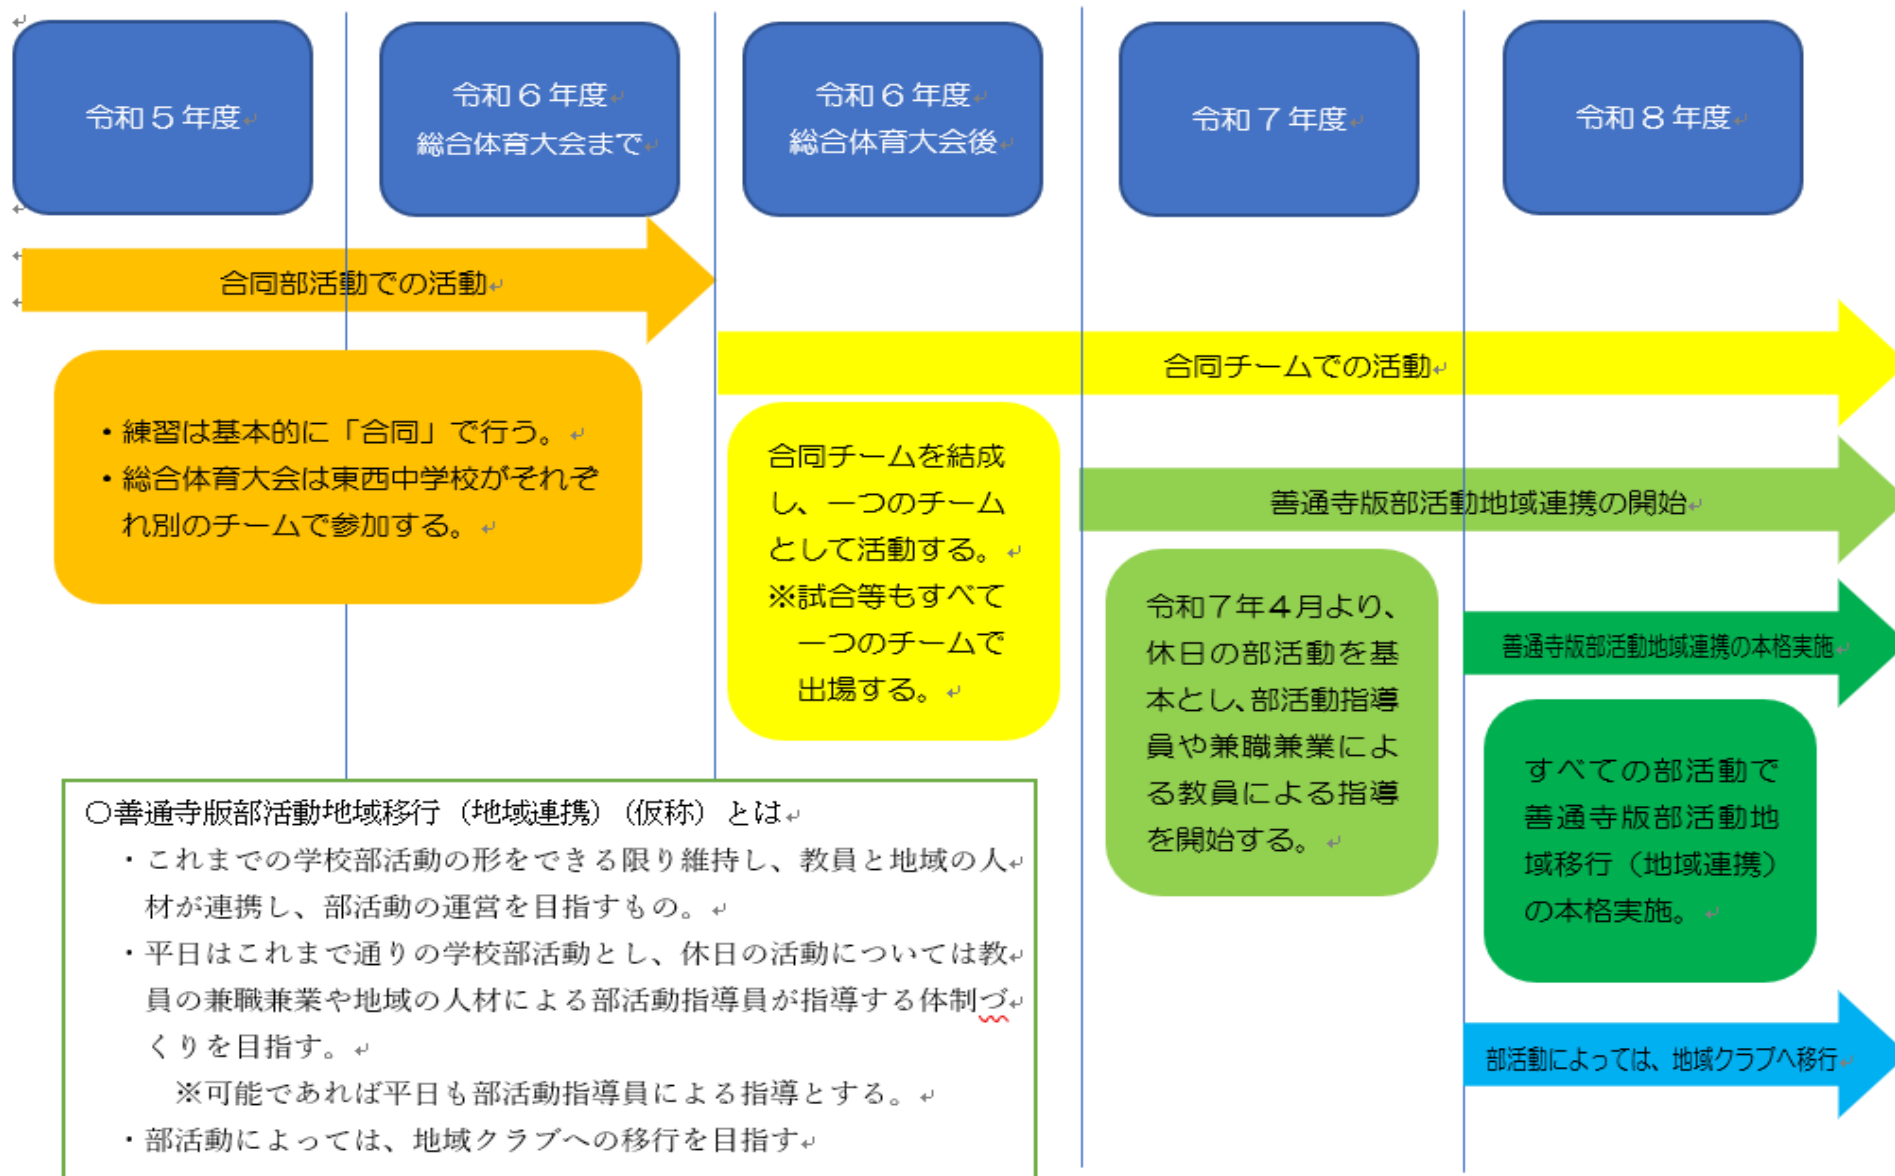 令和５年度
令和６年度
総合体育大会まで
令和６年度
総合体育大会後
令和７年度
令和８年度
合同部活動での活動
・練習は基本的に「合同」で行う。
・総合体育大会は東西中学校がそれぞ
れ別のチームで参加する。
合同チームでの活動
合同チームを結成
し、一つのチーム
として活動する。
※試合等もすべて
一つのチームで
出場する。
善通寺版部活動地域連携の開始
令和７年４月より、
休日の部活動を基
本とし、部活動指導
員や兼職兼業によ
る教員による指導
を開始する。
善通寺版部活動地域連携の本格実施
すべての部活動で
善通寺版部活動地
域移行（地域連携）
の本格実施。
部活動によっては、地域クラブへ移行
〇善通寺版部活動地域移行（地域連携）（仮称）とは
・これまでの学校部活動の形をできる限り維持し、教員と地域の人
材が連携し、部活動の運営を目指すもの。
・平日はこれまで通りの学校部活動とし、休日の活動については教
員の兼職兼業や地域の人材による部活動指導員が指導する体制づ
くりを目指す。
※可能であれば平日も部活動指導員による指導とする。
・部活動によっては、地域クラブへの移行を目指す